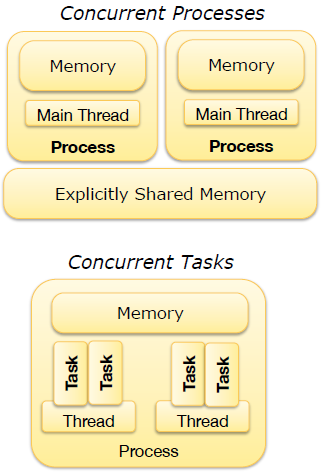 Concurrent Processes
Memory
Main Thread
Process
Memory
Main Thread
Process
Explicitly Shared Memory
Concurrent Tasks
Memory
Task
Task
Thread
Task
Task
Thread
Process